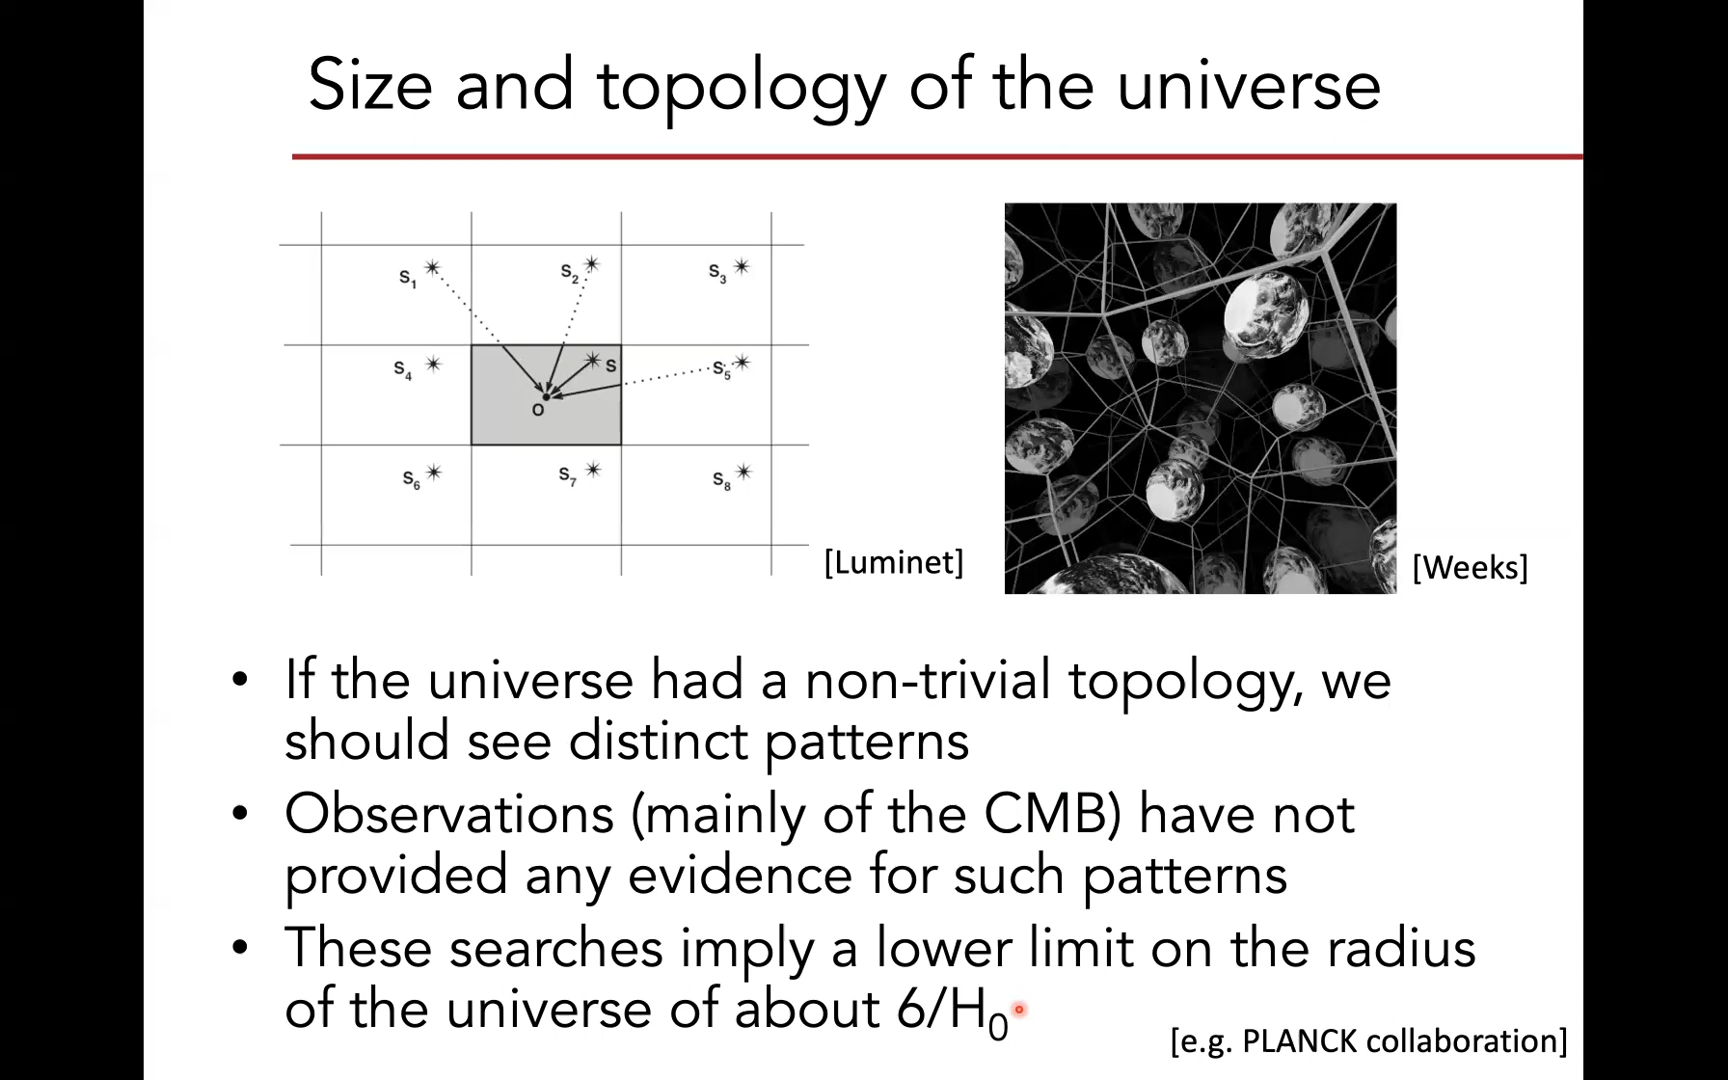 Size and topology of the universe
S1
S2
S3
S4
S
S5
O
S6
S7
S8
[Luminet]
[Weeks]
• If the universe had a non-trivial topology, we
should see distinct patterns
• Observations (mainly of the CMB) have not
provided any evidence for such patterns
• These searches imply a lower limit on the radius
of the universe of about 6/H0
[e.g. PLANCK collaboration]